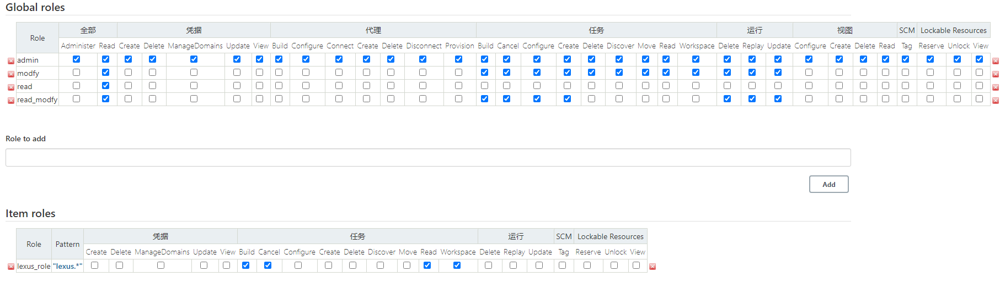 Global roles
Role 全部 凭据 代理 任务 运行 视图 SCM Lockable Resources
Administer Read Create Delete ManageDomains Update View Build Configure Connect Create Delete Disconnect Provision Build Cancel Configure Create Delete Discover Move Read Workspace Delete Replay Update Configure Create Delete Read Tag Reserve Unlock View
admin
modfy
read
read_modfy
Role to add
Add
Item roles
Role Pattern 凭据 任务 运行 SCM Lockable Resources
Create Delete ManageDomains Update View Build Cancel Configure Create Delete Discover Move Read Workspace Delete Replay Update Tag Reserve Unlock View
lexus_role "lexus.*"